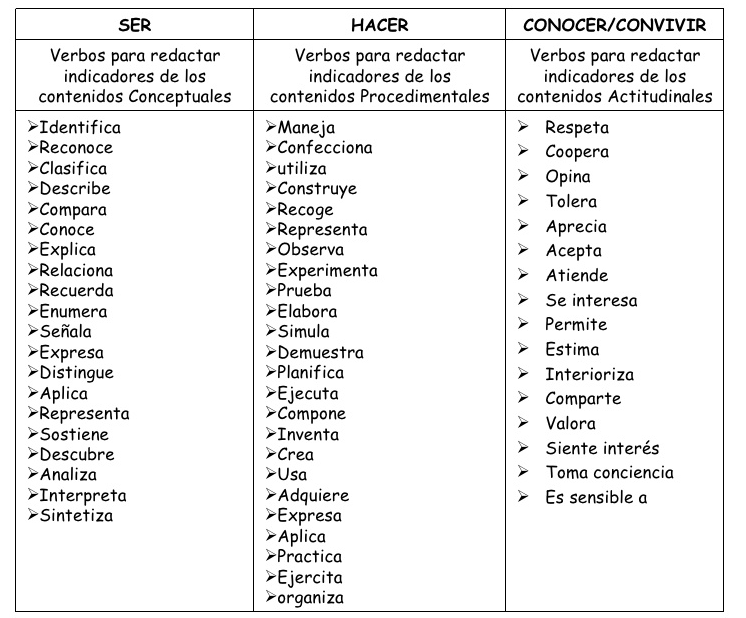 SER
Verbos para redactar
indicadores de los
contenidos Conceptuales
➢Identifica
➢Reconoce
➢Clasifica
➢Describe
➢Compara
➢Conoce
➢Explica
➢Relaciona
➢Recuerda
➢Enumera
➢Señala
➢Expresa
➢Distingue
➢Aplica
➢Representa
➢Sostiene
➢Descubre
➢Analiza
➢Interpreta
➢Sintetiza
HACER
Verbos para redactar
indicadores de los
contenidos Procedimentales
➢Maneja
➢Confecciona
➢utiliza
➢Construye
➢Recoge
➢Representa
➢Observa
➢Experimenta
➢Prueba
➢Elabora
➢Simula
➢Demuestra
➢Planifica
➢Ejecuta
➢Compone
➢Inventa
➢Crea
➢Usa
➢Adquiere
➢Expresa
➢Aplica
➢Practica
➢Ejercita
➢organiza
CONOCER/CONVIVIR
Verbos para redactar
indicadores de los
contenidos Actitudinales
➢ Respeta
➢ Coopera
➢ Opina
➢ Tolera
➢ Aprecia
➢ Acepta
➢ Atiende
➢ Se interesa
➢ Permite
➢ Estima
➢ Interioriza
➢ Comparte
➢ Valora
➢ Siente interés
➢ Toma conciencia
➢ Es sensible a